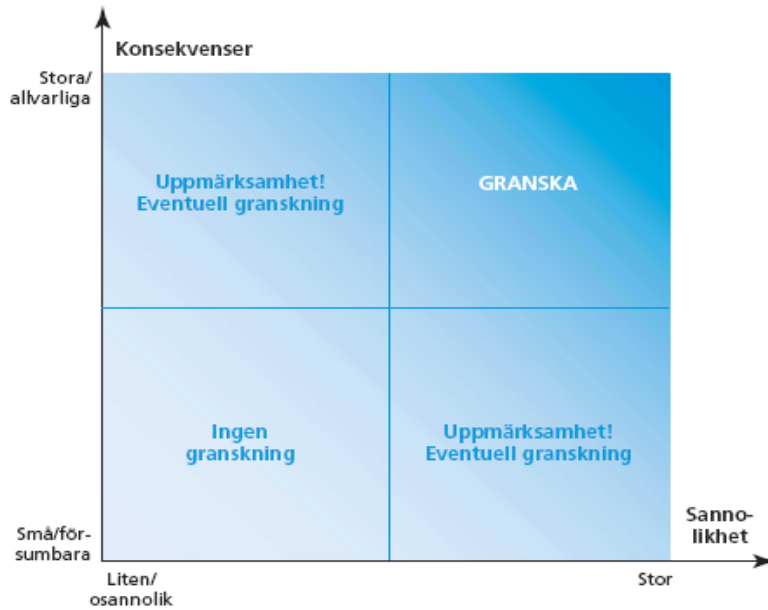 Konsekvenser
Stora/
allvarliga
Uppmärksamhet!
Eventuell granskning
GRANSKA
Ingen
granskning
Uppmärksamhet!
Eventuell granskning
Små/för-
sumbara
Sanno-
likhet
Liten/
osannolik
Stor